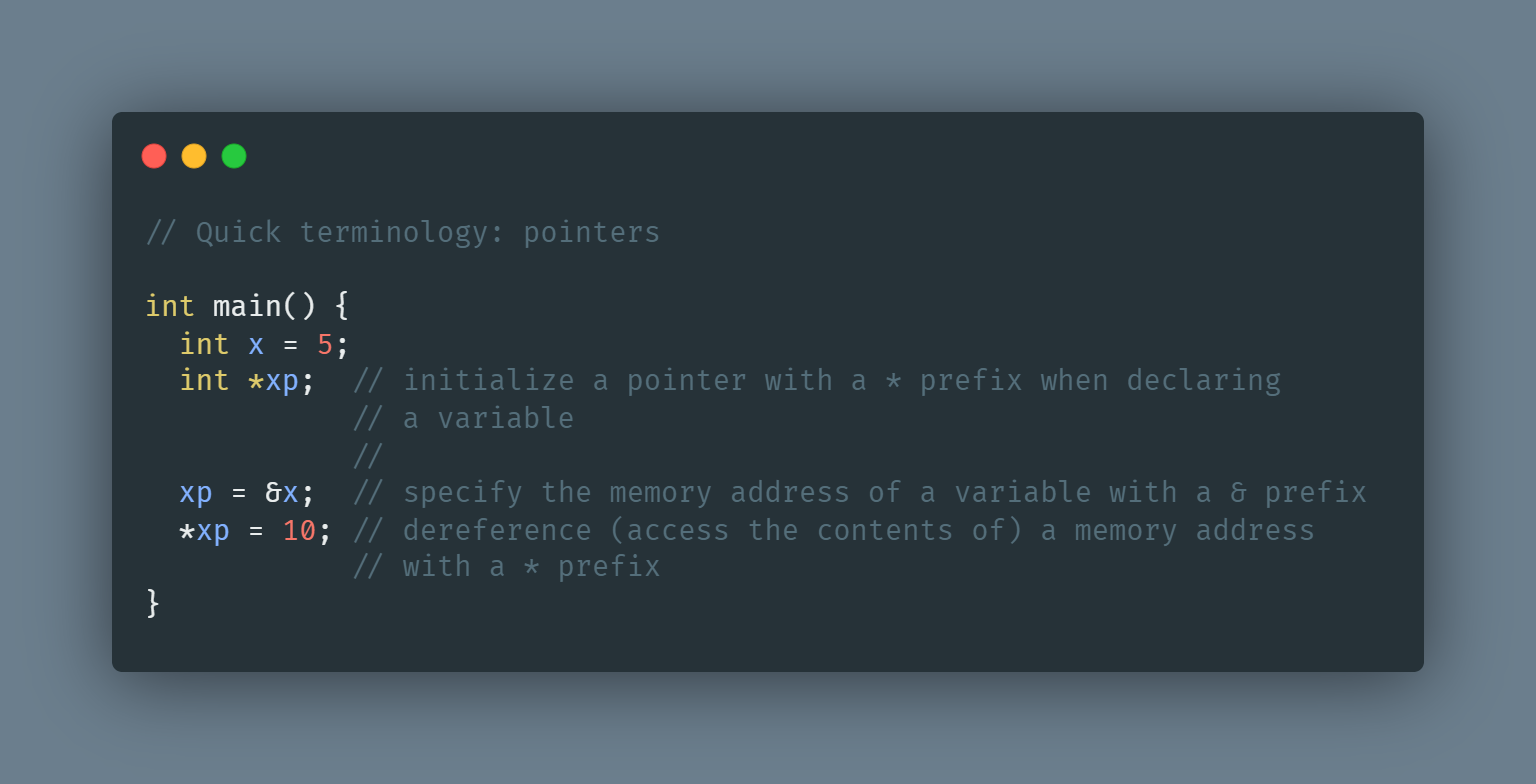 // Quick terminology: pointers
int main() {
  int x = 5;
  int *xp;  // initialize a pointer with a * prefix when declaring
            // a variable
            //
  xp = &x;  // specify the memory address of a variable with a & prefix
  *xp = 10; // dereference (access the contents of) a memory address
            // with a * prefix
}